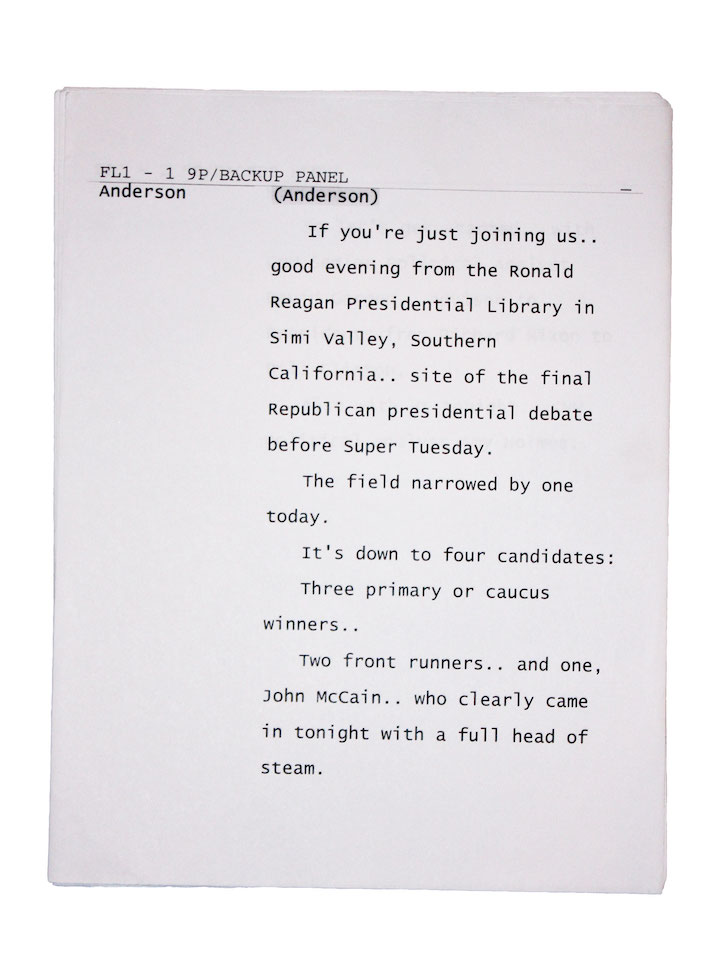 FL1 - 1 9P/BACKUP PANEL
Anderson (Anderson) _
If you're just joining us..
good evening from the Ronald
Reagan Presidential Library in
Simi Valley, Southern
California.. site of the final
Republican presidential debate
before Super Tuesday.
The field narrowed by one
today.
It's down to four candidates:
Three primary or caucus
winners..
Two front runners.. and one,
John McCain.. who clearly came
in tonight with a full head of
steam.